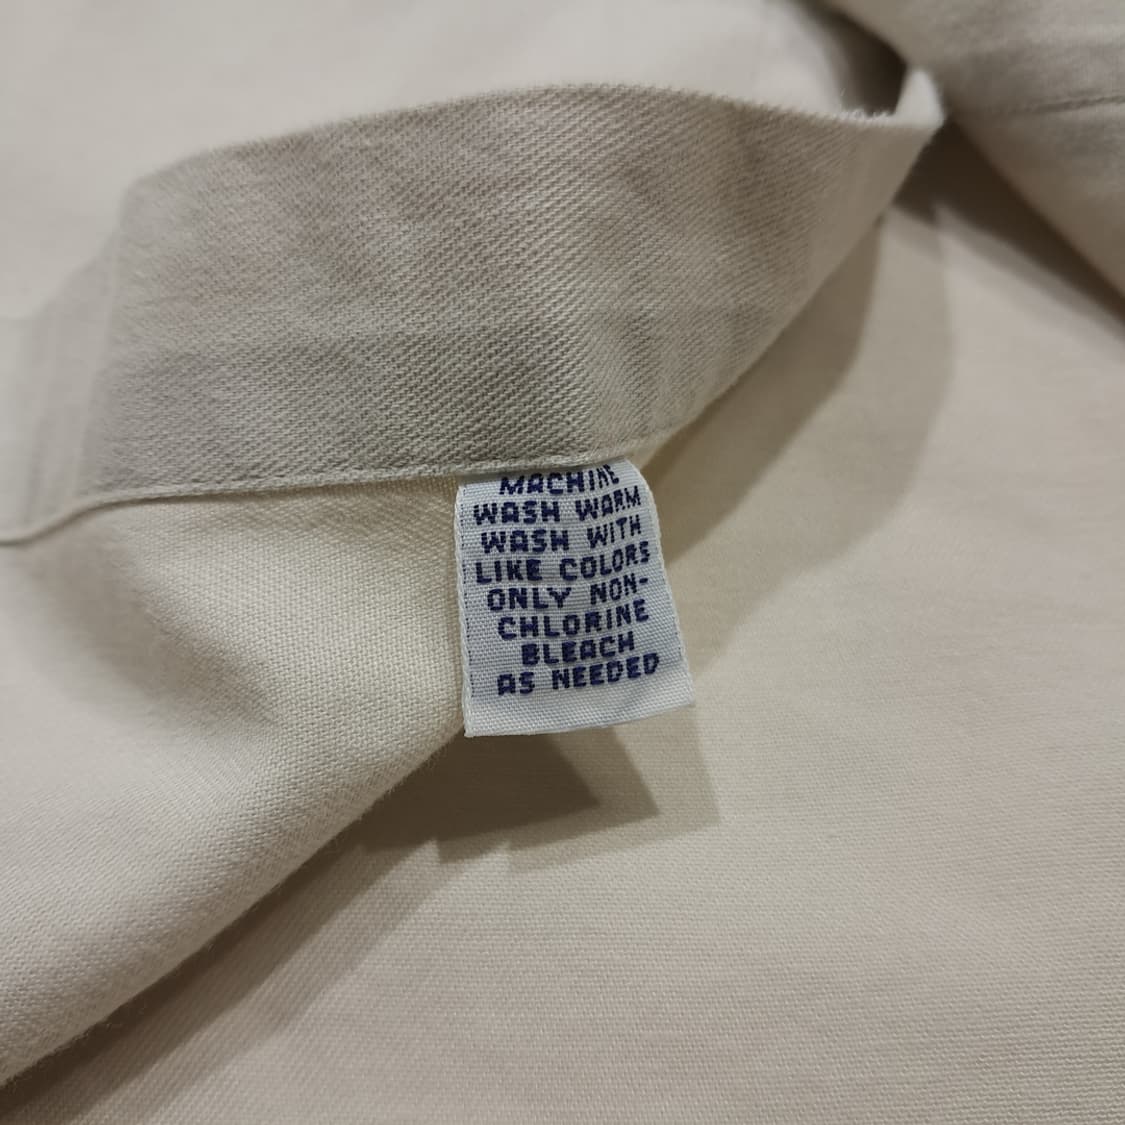 MACHINE
WASH WARM
WASH WITH
LIKE COLORS
ONLY NON-
CHLORINE
BLEACH
AS NEEDED